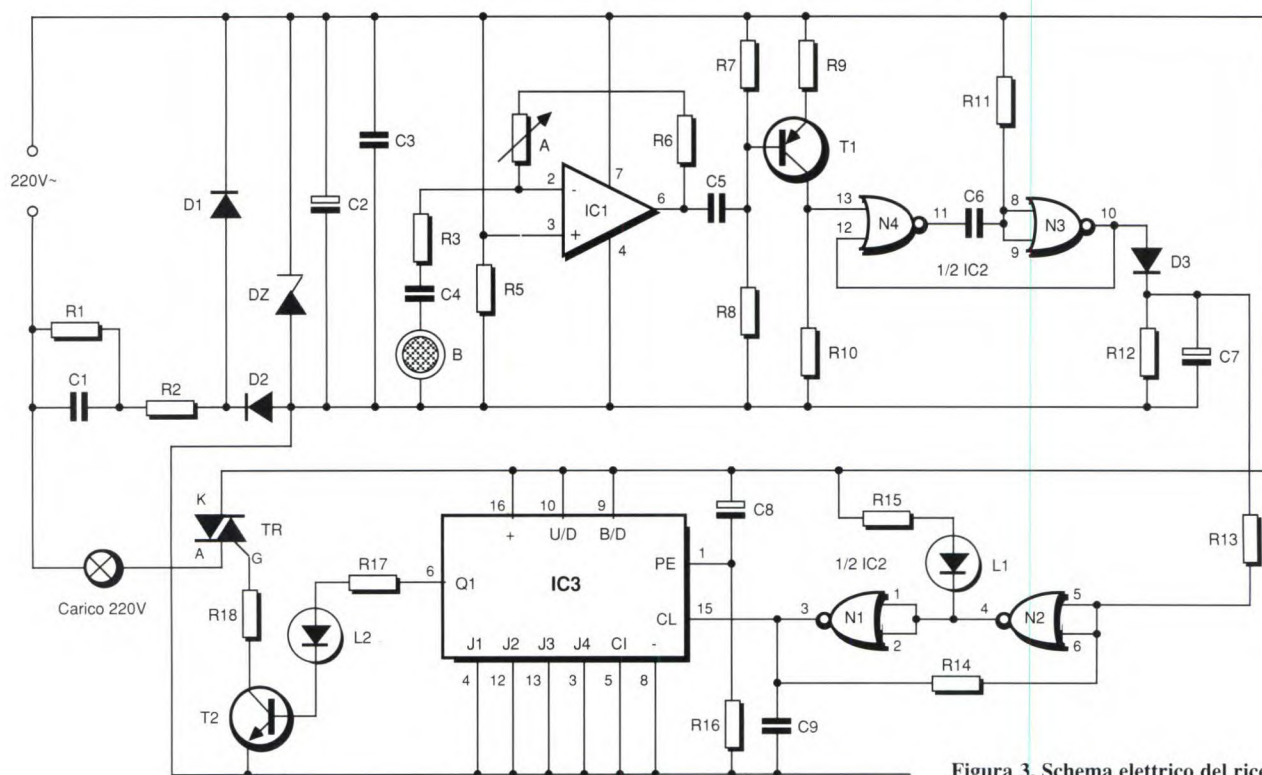 R7
R9
R11
C3
A
R6
T1
220V~
D1
C2
2
-
7
IC1
6
C5
3
+
4
13
12
N4
11
C6
8
9
N3
10
1/2 IC2
D3
R3
DZ
C4
R5
R8
R10
R12
C7
R1
B
C1
R2
D2
K
TR
A
G
16
10
9
+
U/D
B/D
C8
R15
R13
1
PE
1/2 IC2
L1
R17
6
Q1
IC3
15
CL
3
N1
1
2
4
N2
5
6
Carico 220V
R18
L2
J1
J2
J3
J4
CI
-
4
12
13
3
5
8
R14
T2
R16
C9
Figura 3. Schema elettrico del